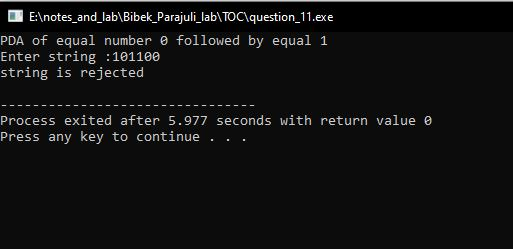 E:\notes_and_lab\Bibek_Parajuli_lab\TOC\question_11.exe
PDA of equal number 0 followed by equal 1
Enter string :101100
string is rejected
--------------------------------
Process exited after 5.977 seconds with return value 0
Press any key to continue . . .